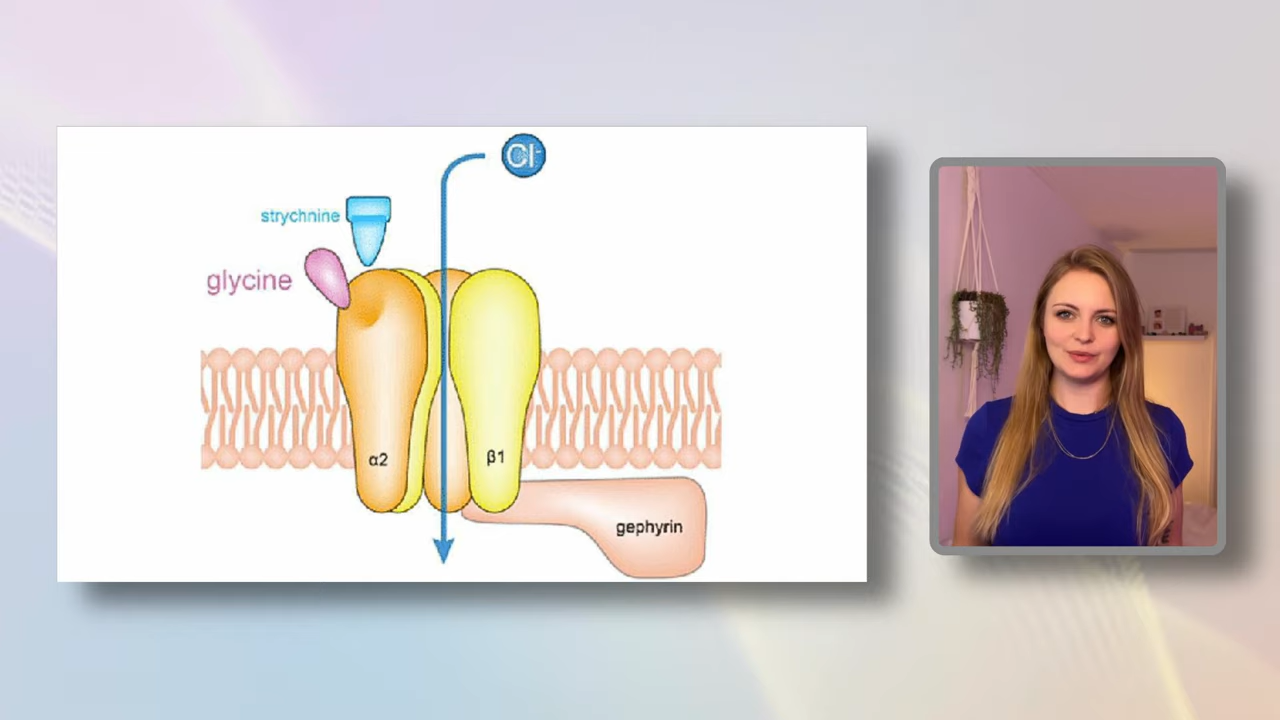 Cl-
strychnine
glycine
α2
β1
gephyrin